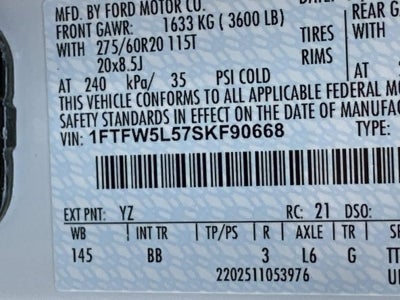 MFD. BY FORD MOTOR CO.
FRONT GAWR: 1633 KG ( 3600 LB) REAR G
WITH 275/60R20 115T TIRES WITH
20x8.5J RIMS
AT 240 kPa/ 35 PSI COLD AT
THIS VEHICLE CONFORMS TO ALL APPLICABLE FEDERAL MO
SAFETY STANDARDS IN EFFECT ON THE DATE OF MANUFAC
VIN: 1FTFW5L57SKF90668 TYPE:
EXT PNT: YZ RC: 21 DSO:
WB INT TR TP/PS R AXLE TR
145 BB 3 L6 G
2202511053976